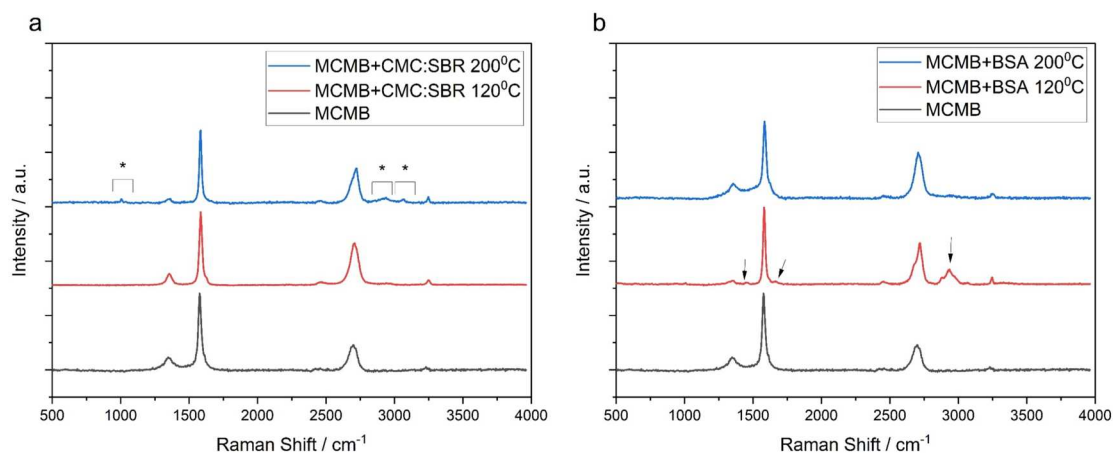 a
MCMB+CMC:SBR 200⁰C
MCMB+CMC:SBR 120⁰C
MCMB
*
* *
Intensity / a.u.
500 1000 1500 2000 2500 3000 3500 4000
Raman Shift / cm⁻¹
b
MCMB+BSA 200⁰C
MCMB+BSA 120⁰C
MCMB
Intensity / a.u.
500 1000 1500 2000 2500 3000 3500 4000
Raman Shift / cm⁻¹